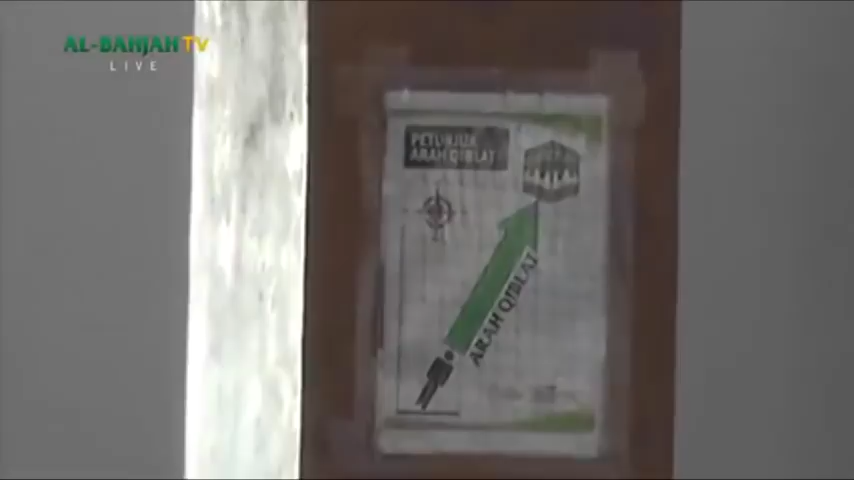 AL-BAHJAH TV
LIVE
PETUNJUK
ARAH QIBLAT
ARAH QIBLAT